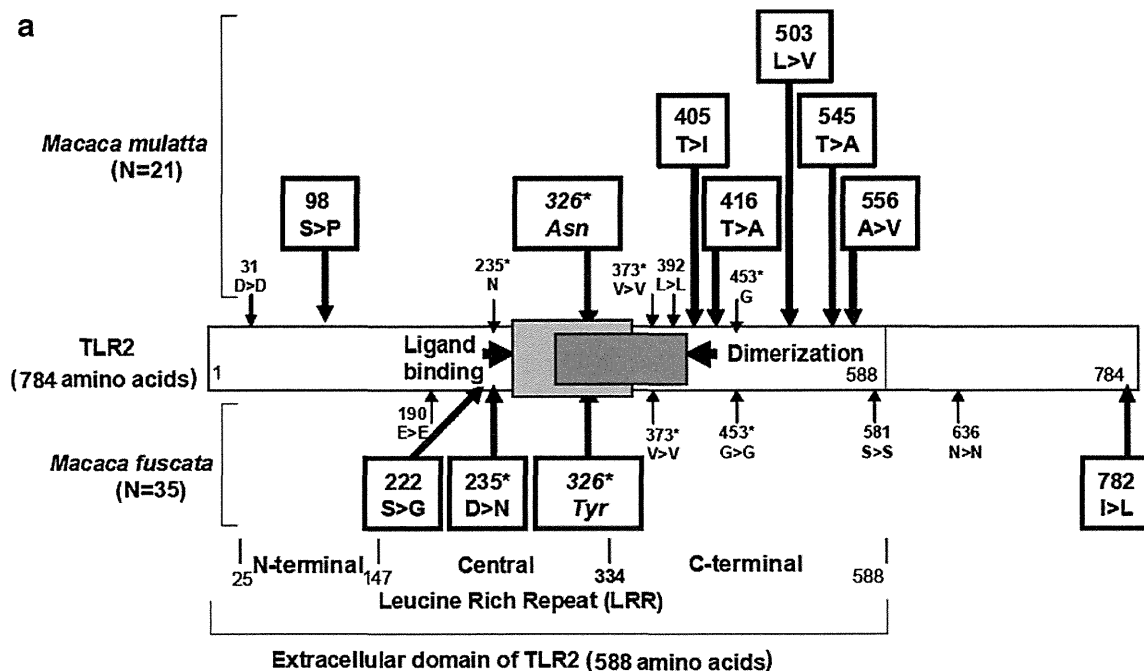 a
503
L>V
Macaca mulatta
(N=21)
405
T>I
545
T>A
98
S>P
326*
Asn
416
T>A
556
A>V
31
D>D
235*
N
373*
V>V
392
L>L
453*
G
TLR2
(784 amino acids)
1
Ligand
binding
Dimerization
588
784
190
E>E
373*
V>V
453*
G>G
581
S>S
636
N>N
Macaca fuscata
(N=35)
222
S>G
235*
D>N
326*
Tyr
782
I>L
25
N-terminal
147
Central
334
C-terminal
588
Leucine Rich Repeat (LRR)
Extracellular domain of TLR2 (588 amino acids)